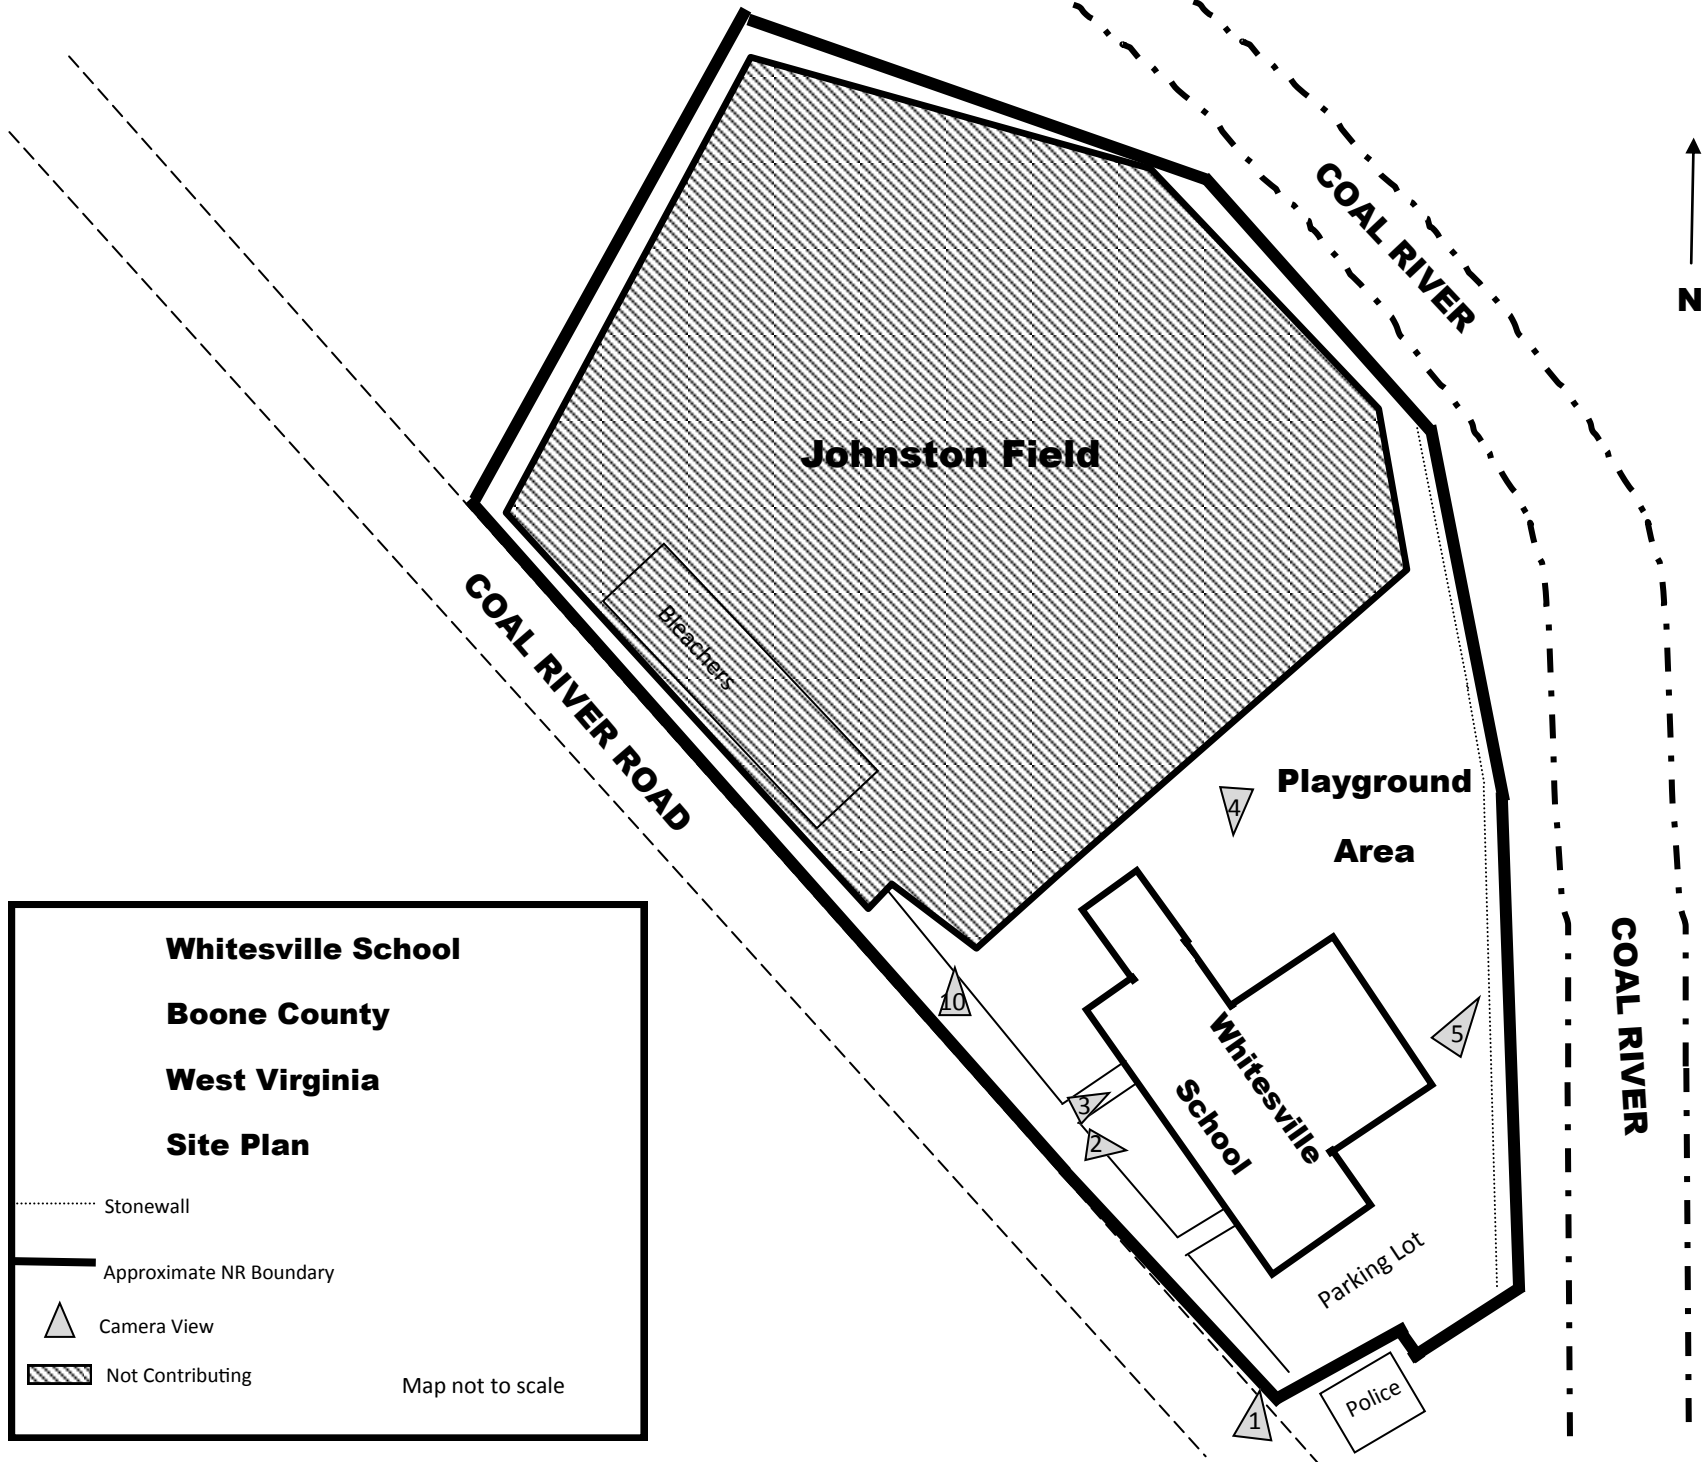 COAL RIVER
N
Johnston Field
Bleachers
COAL RIVER ROAD
Playground
Area
4
COAL RIVER
10
5
3
2
Whitesville
School
Parking Lot
Police
1
Whitesville School
Boone County
West Virginia
Site Plan
Stonewall
Approximate NR Boundary
Camera View
Not Contributing
Map not to scale